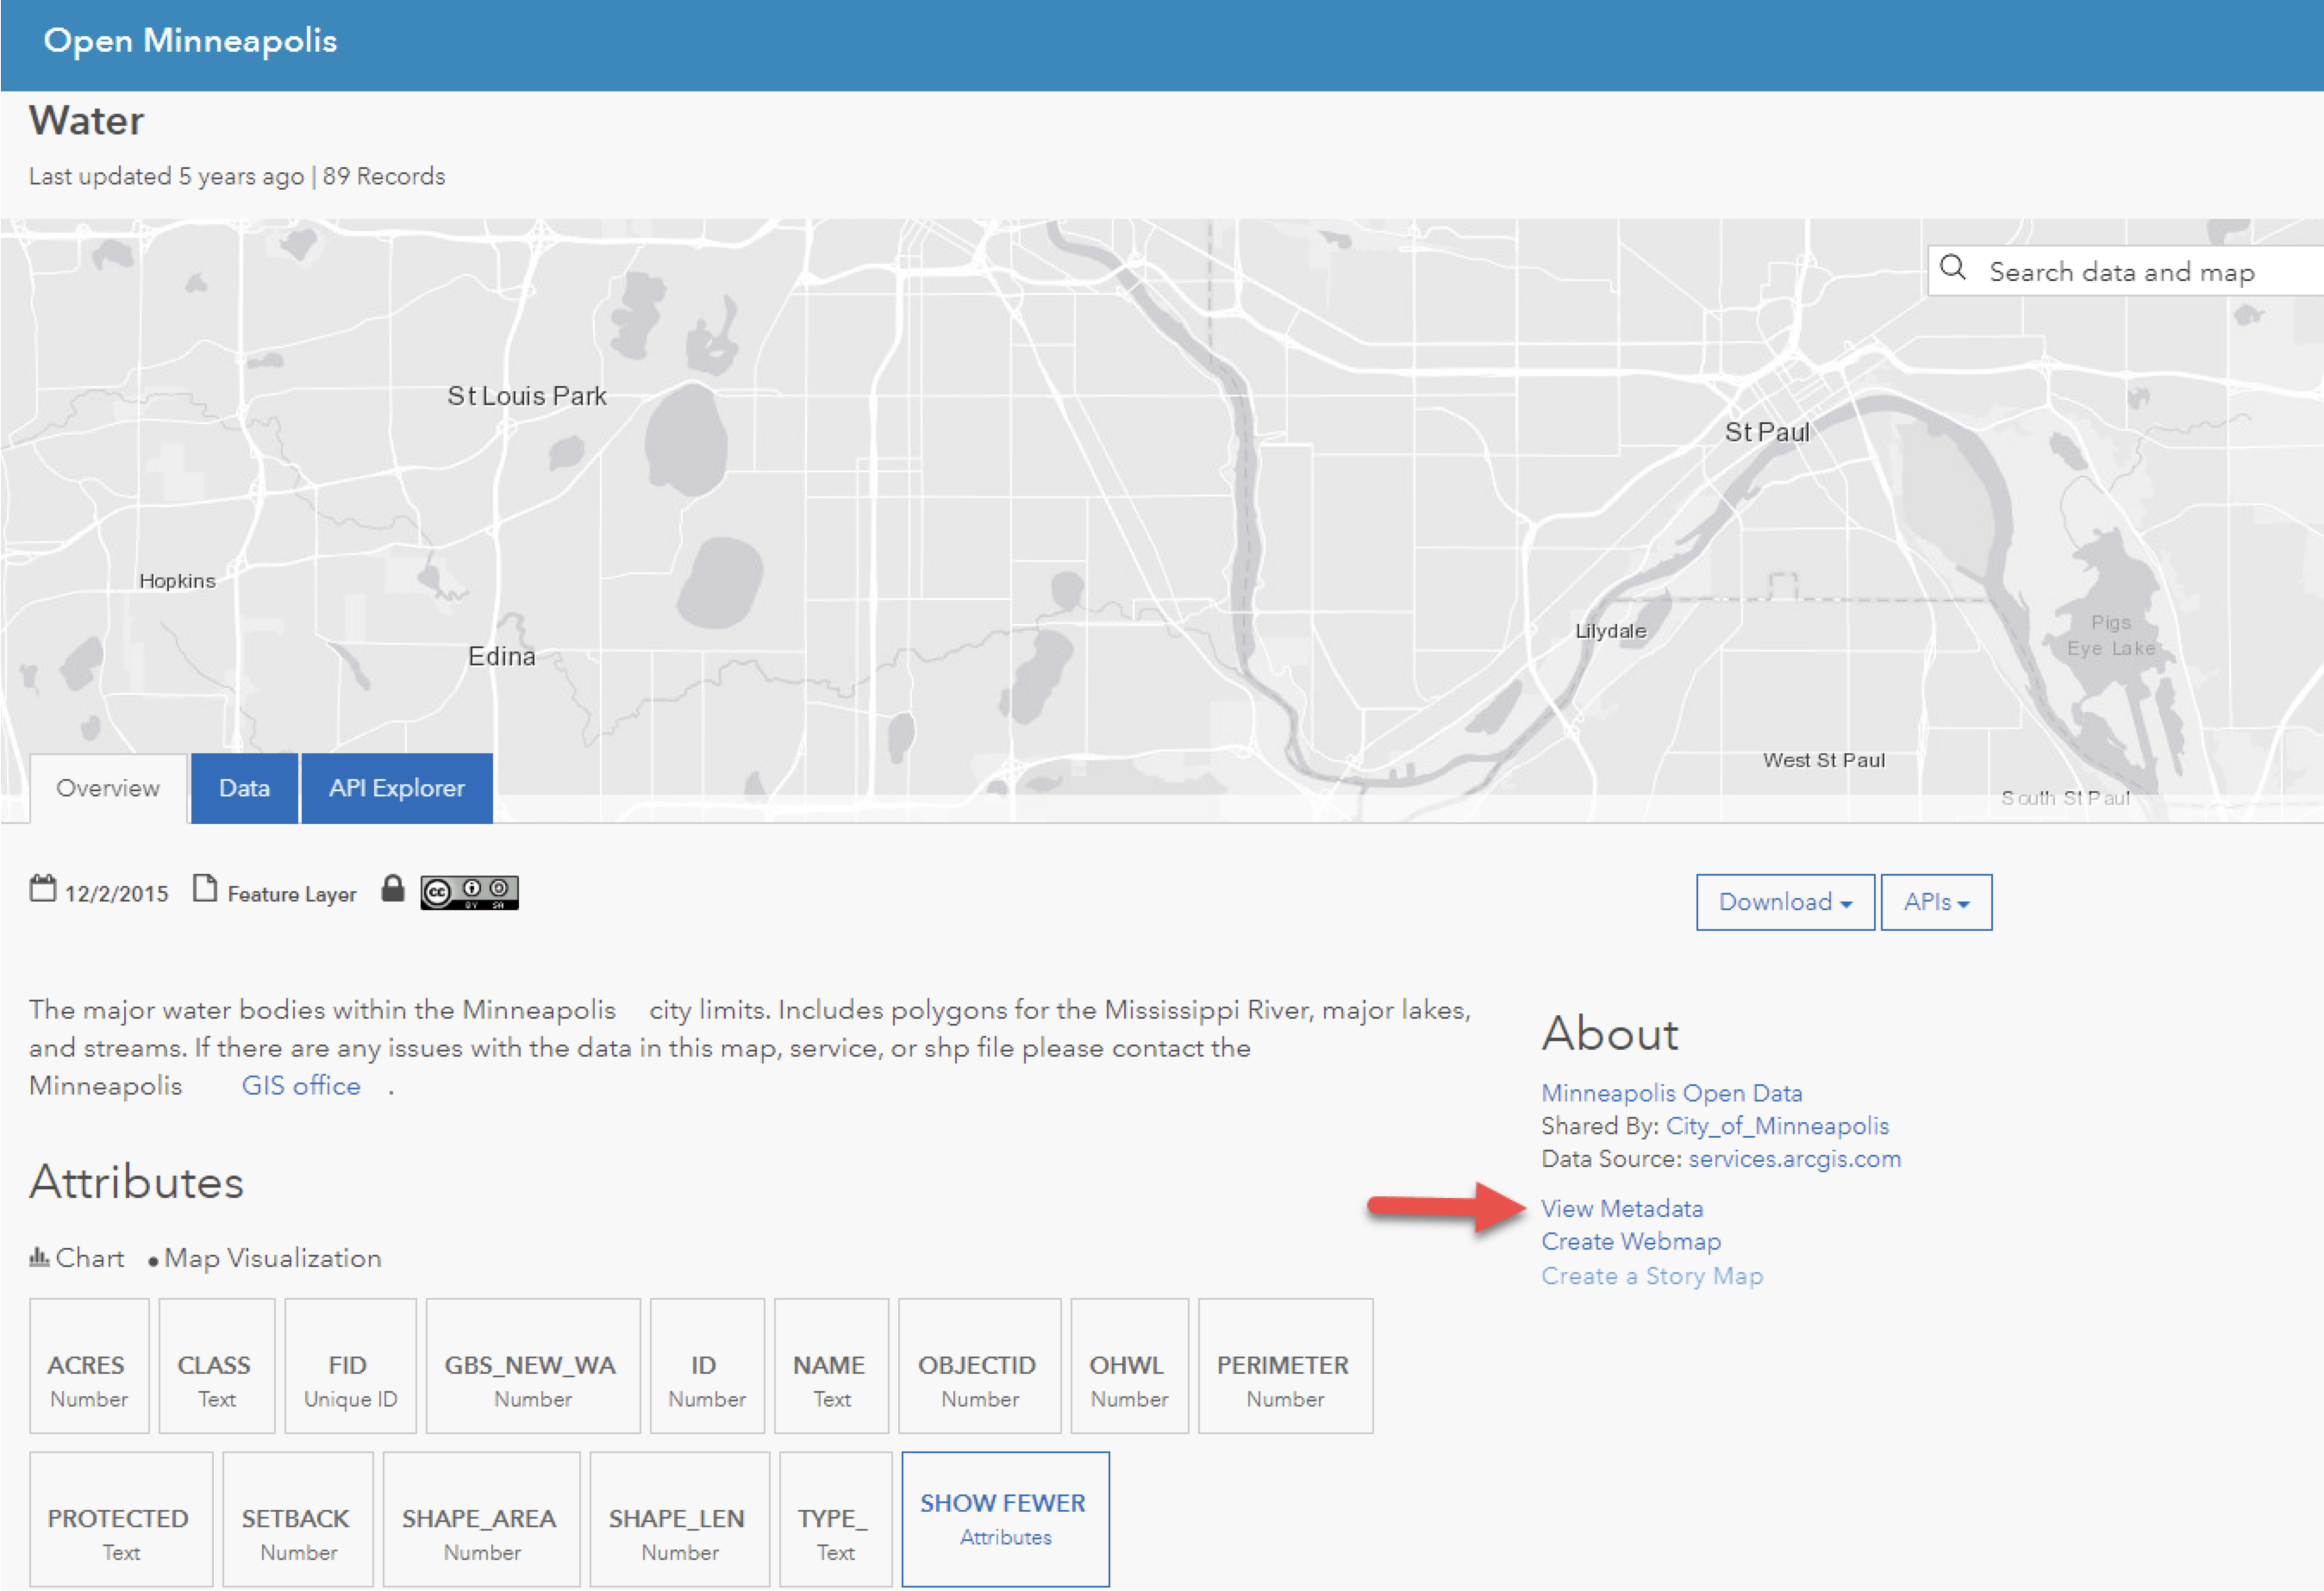 Open Minneapolis
Water
Last updated 5 years ago | 89 Records
Search data and map
St Louis Park
St Paul
Hopkins
Edina
Lilydale
Pigs
Eye Lake
West St Paul
South St Paul
Overview Data API Explorer
12/2/2015 Feature Layer cc BY SA
Download APIs
The major water bodies within the Minneapolis city limits. Includes polygons for the Mississippi River, major lakes,
and streams. If there are any issues with the data in this map, service, or shp file please contact the
Minneapolis GIS office .
About
Minneapolis Open Data
Shared By: City_of_Minneapolis
Data Source: services.arcgis.com
View Metadata
Create Webmap
Create a Story Map
Attributes
Chart • Map Visualization
ACRES CLASS FID GBS_NEW_WA ID NAME OBJECTID OHWL PERIMETER
Number Text Unique ID Number Number Text Number Number Number
PROTECTED SETBACK SHAPE_AREA SHAPE_LEN TYPE_ SHOW FEWER
Text Number Number Number Text Attributes